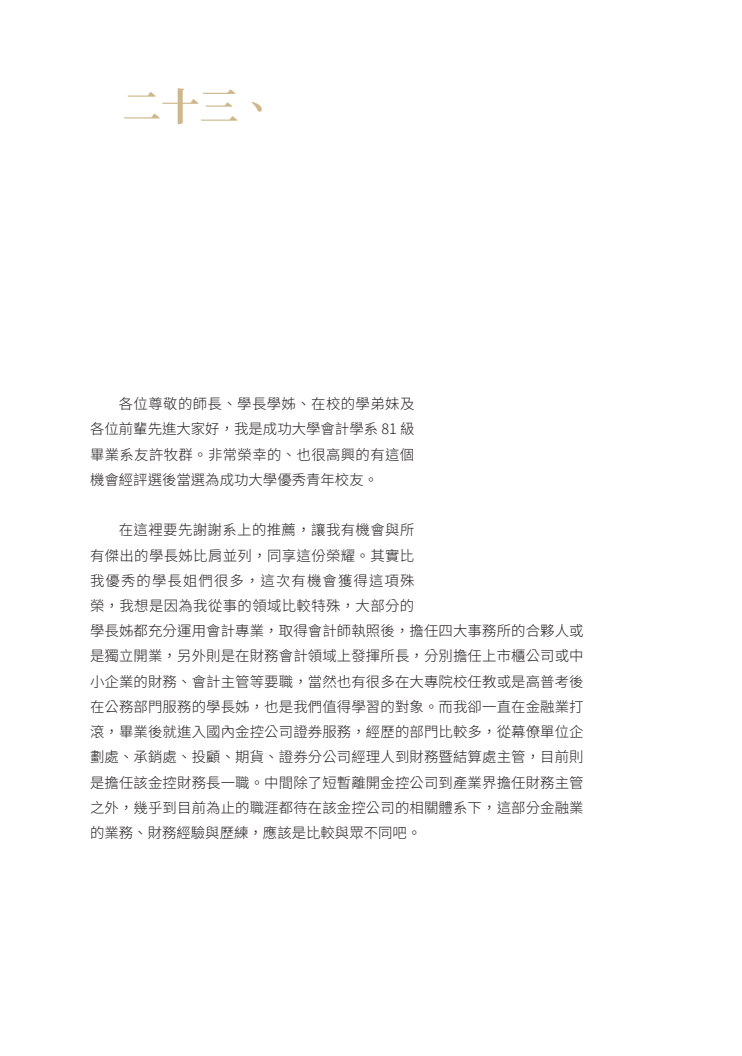 二十三、
各位尊敬的師長、學長學姊、在校的學弟妹及
各位前輩先進大家好，我是成功大學會計學系 81 級
畢業系友許牧群。非常榮幸的、也很高興的有這個
機會經評選後當選為成功大學優秀青年校友。
在這裡要先謝謝系上的推薦，讓我有機會與所
有傑出的學長姊比肩並列，同享這份榮耀。其實比
我優秀的學長姐們很多，這次有機會獲得這項殊
榮，我想是因為我從事的領域比較特殊，大部分的
學長姊都充分運用會計專業，取得會計師執照後，擔任四大事務所的合夥人或
是獨立開業，另外則是在財務會計領域上發揮所長，分別擔任上市櫃公司或中
小企業的財務、會計主管等要職，當然也有很多在大專院校任教或是高普考後
在公務部門服務的學長姊，也是我們值得學習的對象。而我卻一直在金融業打
滾，畢業後就進入國內金控公司證券服務，經歷的部門比較多，從幕僚單位企
劃處、承銷處、投顧、期貨、證券分公司經理人到財務暨結算處主管，目前則
是擔任該金控財務長一職。中間除了短暫離開金控公司到產業界擔任財務主管
之外，幾乎到目前為止的職涯都待在該金控公司的相關體系下，這部分金融業
的業務、財務經驗與歷練，應該是比較與眾不同吧。